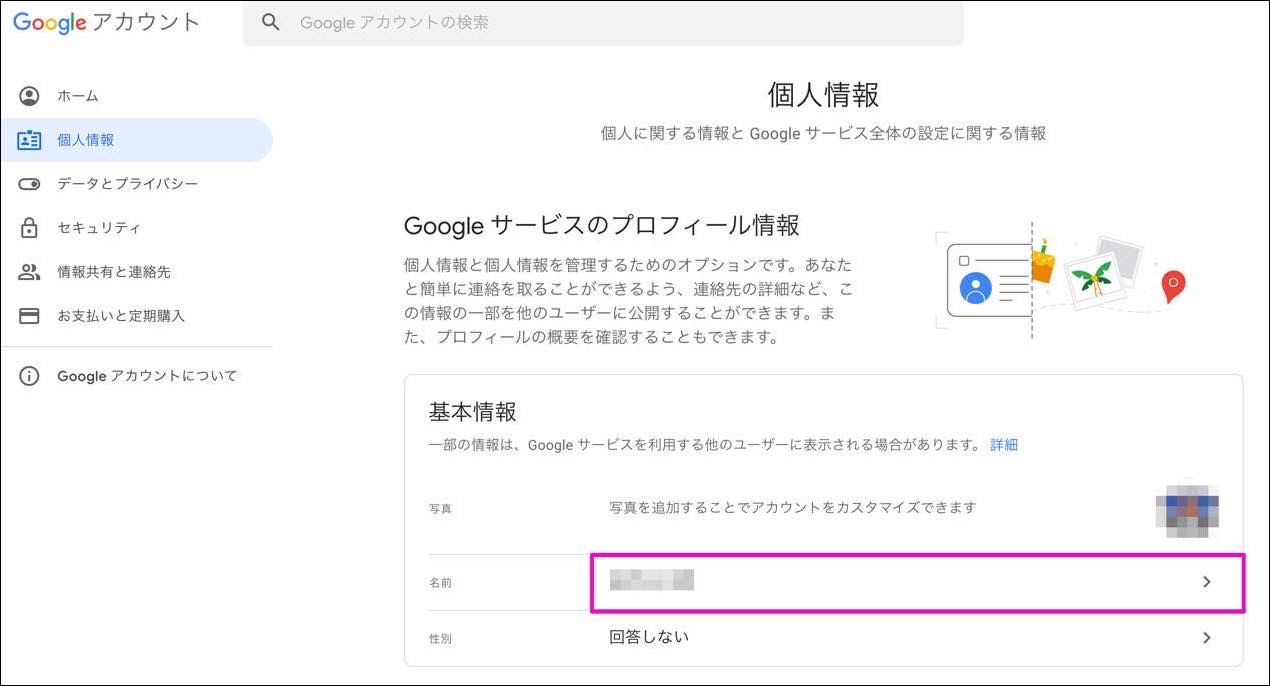 Google アカウント
Google アカウントの検索
ホーム
個人情報
データとプライバシー
セキュリティ
情報共有と連絡先
お支払いと定期購入
Google アカウントについて
個人情報
個人に関する情報と Google サービス全体の設定に関する情報
Google サービスのプロフィール情報
個人情報と個人情報を管理するためのオプションです。あなた
と簡単に連絡を取ることができるよう、連絡先の詳細など、こ
の情報の一部を他のユーザーに公開することができます。ま
た、プロフィールの概要を確認することもできます。
基本情報
一部の情報は、Google サービスを利用する他のユーザーに表示される場合があります。 詳細
写真 写真を追加することでアカウントをカスタマイズできます
名前
性別 回答しない